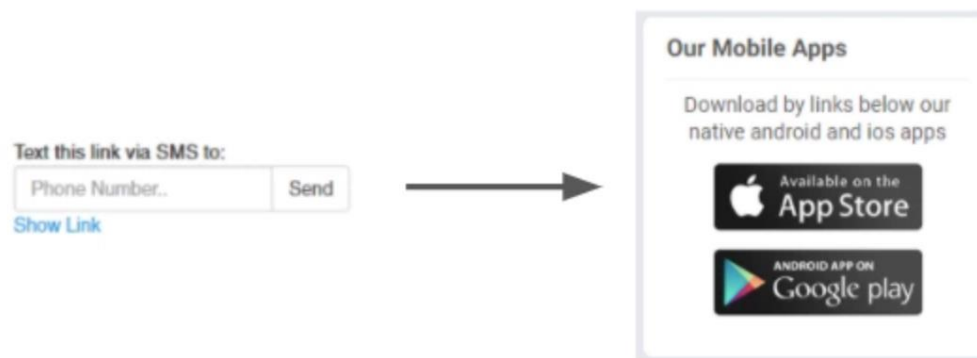 Text this link via SMS to:
Phone Number..
Send
Show Link
Our Mobile Apps
Download by links below our
native android and ios apps
Available on the
App Store
ANDROID APP ON
Google play